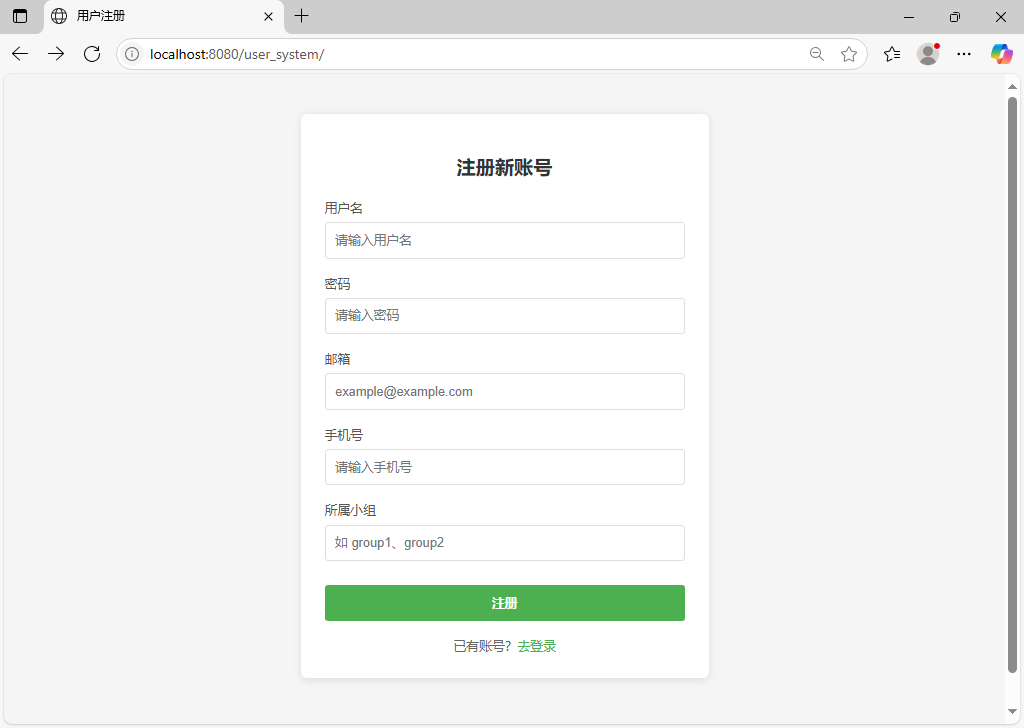 用户注册
localhost:8080/user_system/
注册新账号
用户名
请输入用户名
密码
请输入密码
邮箱
example@example.com
手机号
请输入手机号
所属小组
如 group1、group2
注册
已有账号？去登录